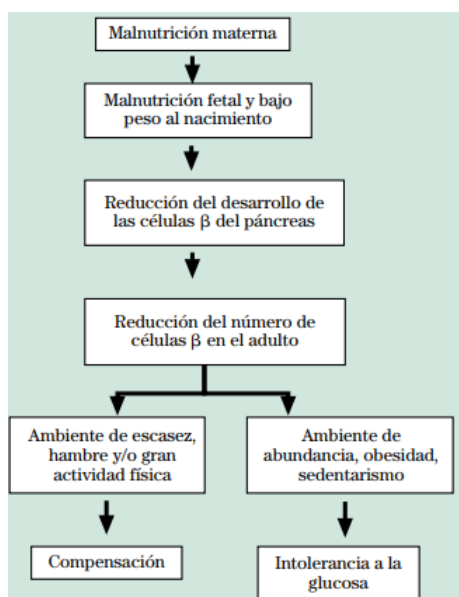 Malnutrición materna
Malnutrición fetal y bajo
peso al nacimiento
Reducción del desarrollo de
las células β del páncreas
Reducción del número de
células β en el adulto
Ambiente de escasez,
hambre y/o gran
actividad física
Ambiente de
abundancia, obesidad,
sedentarismo
Compensación
Intolerancia a la
glucosa